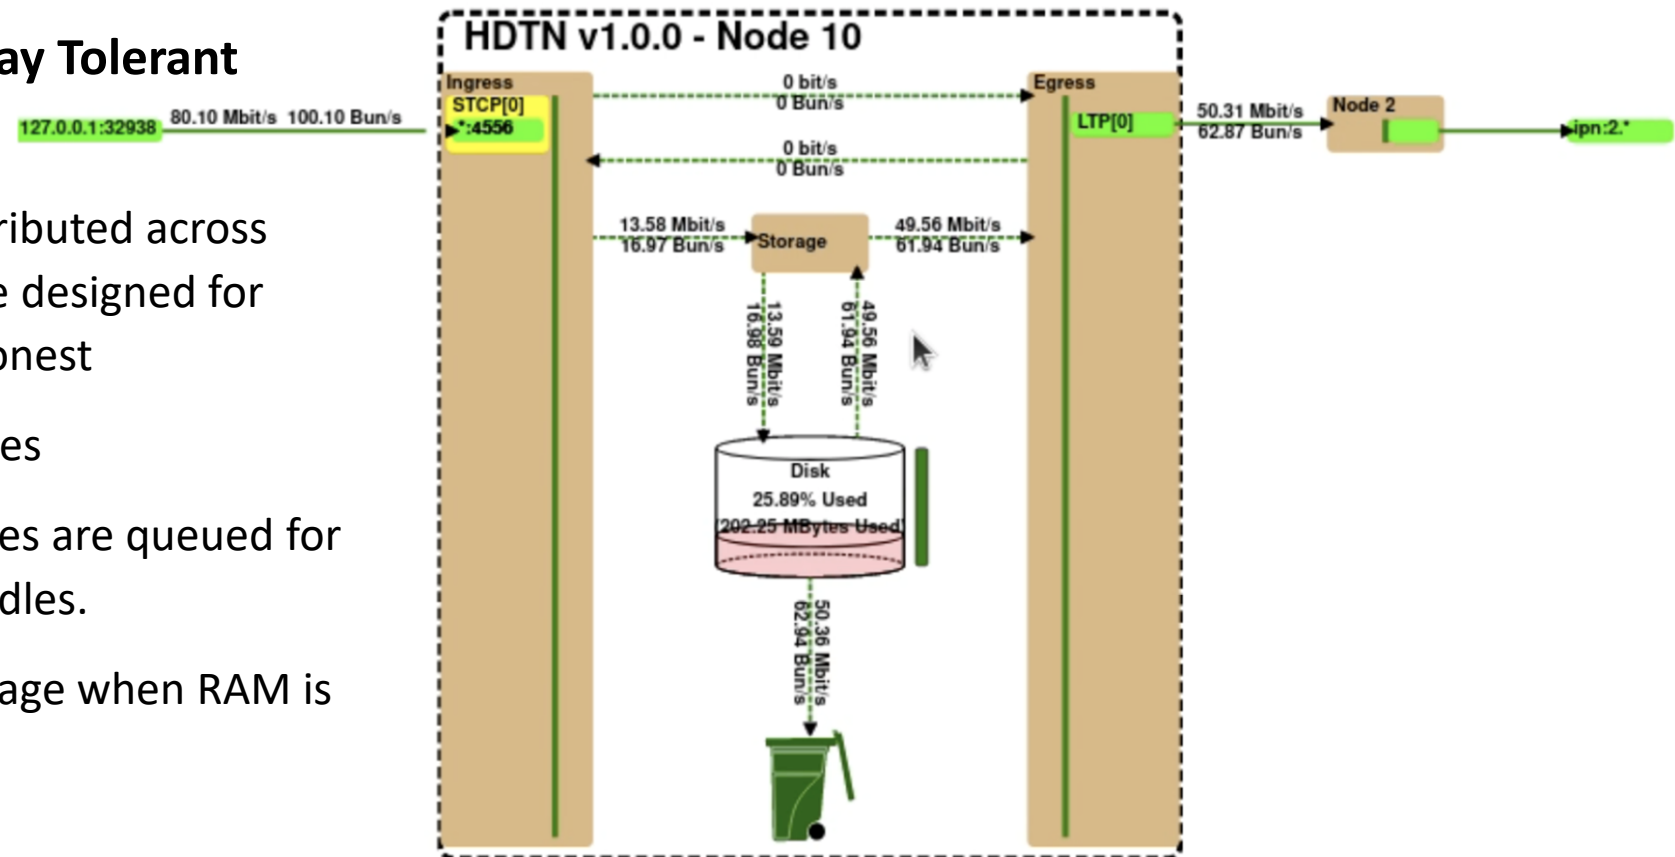 ay Tolerant
ributed across
e designed for
onest
es
es are queued for
dles.
age when RAM is
HDTN v1.0.0 - Node 10
127.0.0.1:32938
80.10 Mbit/s 100.10 Bun/s
Ingress
STCP[0]
*:4556
0 bit/s
0 Bun/s
0 bit/s
0 Bun/s
13.58 Mbit/s
16.97 Bun/s
Storage
49.56 Mbit/s
61.94 Bun/s
13.59 Mbit/s
16.98 Bun/s
49.56 Mbit/s
61.94 Bun/s
Disk
25.89% Used
(202.25 MBytes Used)
50.36 Mbit/s
62.94 Bun/s
Egress
LTP[0]
50.31 Mbit/s
62.87 Bun/s
Node 2
ipn:2.*